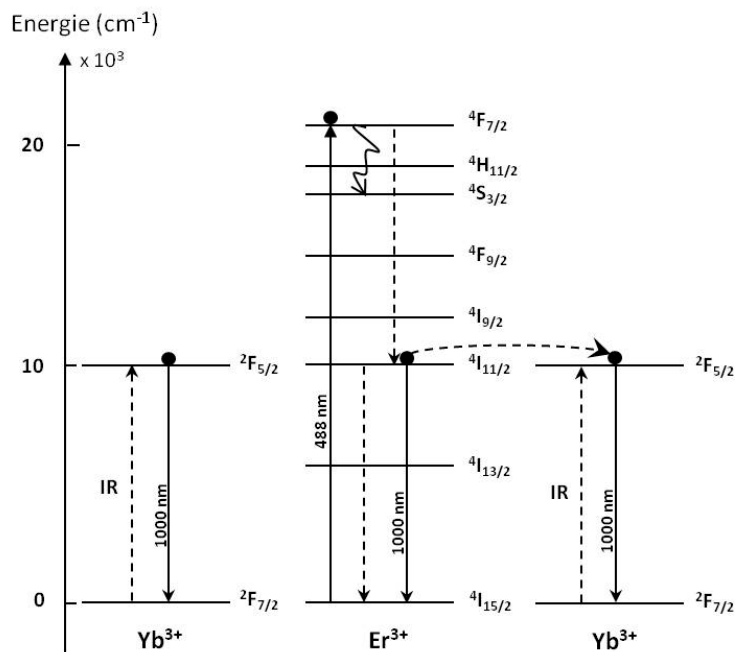 Energie (cm⁻¹)
x 10³
20
10
0
⁴F₇/₂
⁴H₁₁/₂
⁴S₃/₂
⁴F₉/₂
⁴I₉/₂
²F₅/₂
⁴I₁₁/₂
²F₅/₂
488 nm
⁴I₁₃/₂
IR
1000 nm
1000 nm
IR
1000 nm
²F₇/₂
⁴I₁₅/₂
²F₇/₂
Yb³⁺
Er³⁺
Yb³⁺